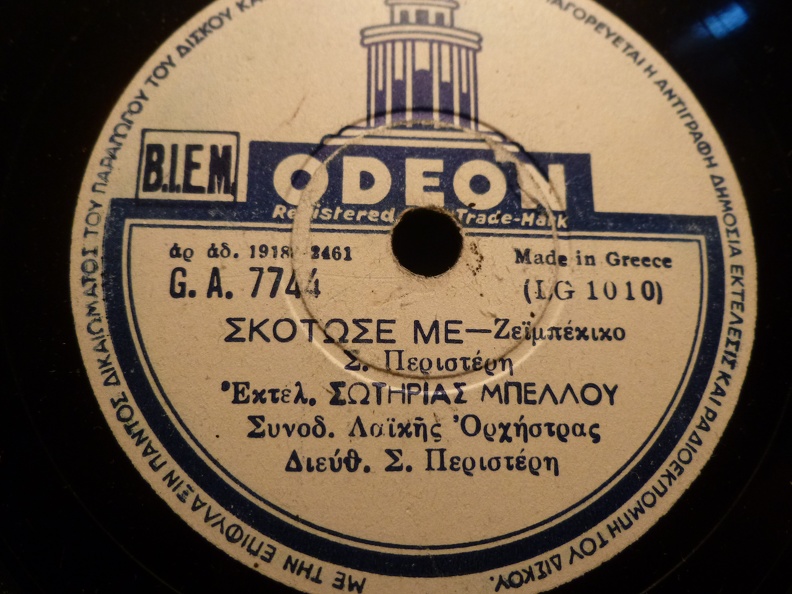 ΜΕ ΤΗΝ ΕΠΙΦΥΛΑΞΙΝ ΠΑΝΤΟΣ ΔΙΚΑΙΩΜΑΤΟΣ ΤΟΥ ΠΑΡΑΓΩΓΟΥ ΤΟΥ ΔΙΣΚΟΥ
ΑΠΑΓΟΡΕΥΕΤΑΙ Η ΑΝΤΙΓΡΑΦΗ ΔΗΜΟΣΙΑ ΕΚΤΕΛΕΣΙΣ ΚΑΙ ΡΑΔΙΟΕΚΠΟΜΠΗ ΤΟΥ ΔΙΣΚΟΥ.
B.I.E.M.
ODEON
Registered Trade-Mark
ἀρ ἀδ. 1918 2461 Made in Greece
G. A. 7744 (LG 1010)
ΣΚΟΤΩΣΕ ΜΕ—Ζεϊμπέκικο
Σ. Περιστέρη
Ἐκτέλ. ΣΩΤΗΡΙΑΣ ΜΠΕΛΛΟΥ
Συνοδ. Λαϊκῆς Ὀρχήστρας
Διεύθ. Σ. Περιστέρη